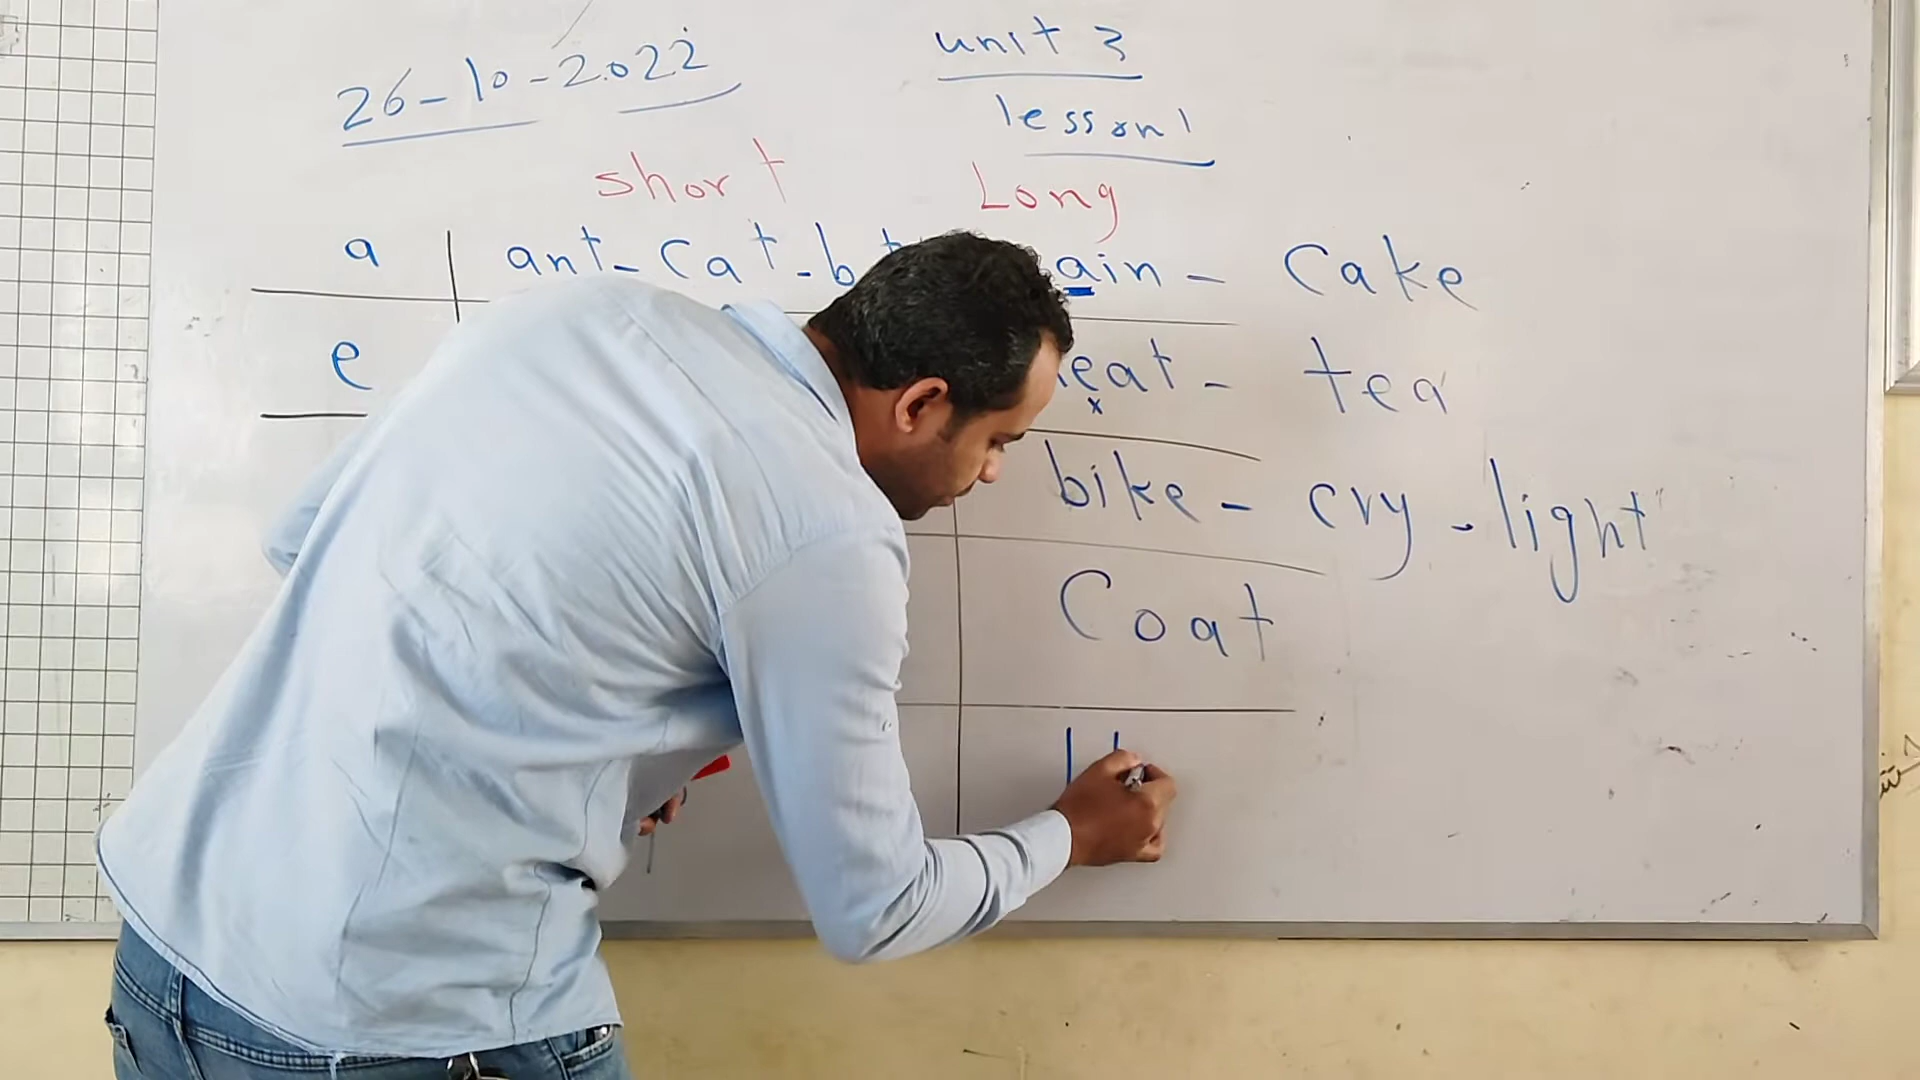 26-10-2022
unit 3
lesson 1
short Long
a ant - cat - ain - cake
e eat - tea
bike - cry - light
Coat